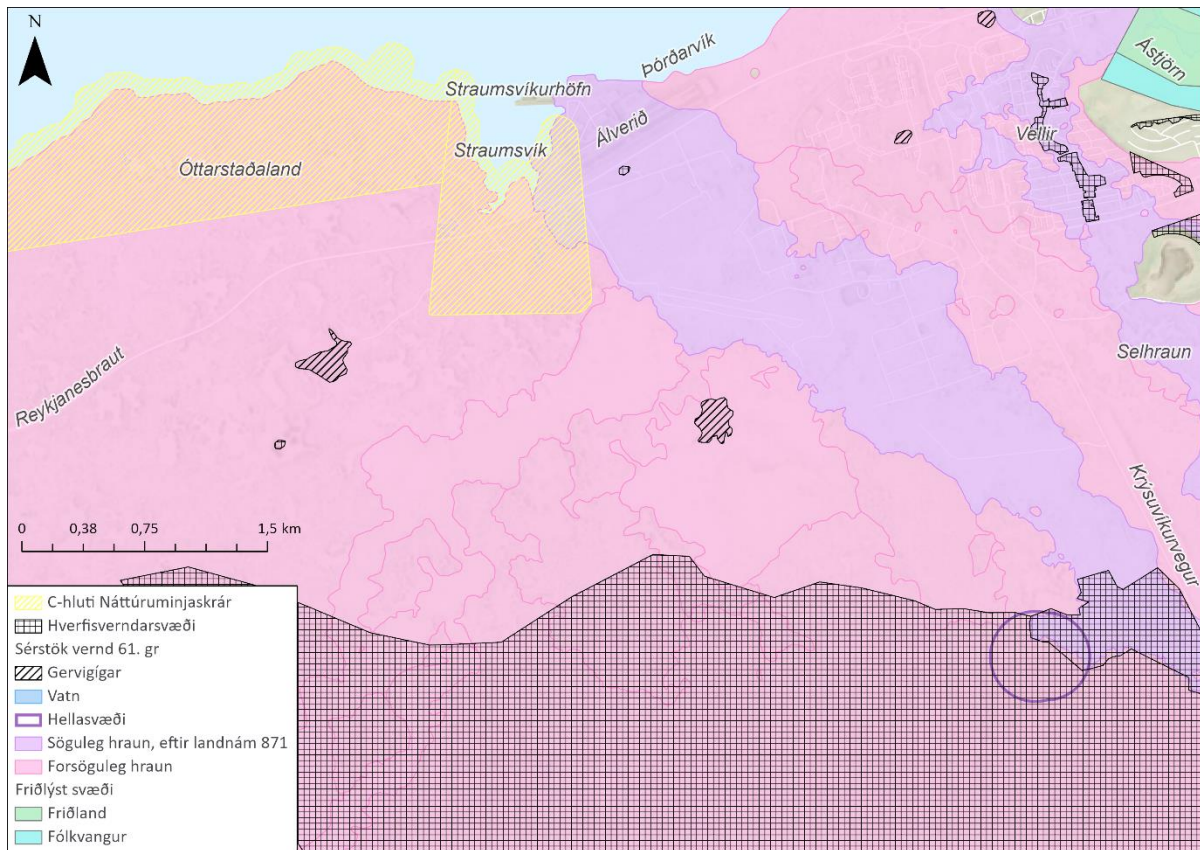 N
Þórðarvík
Ástjörn
Straumsvíkurhöfn
Álverið
Vellir
Straumsvík
Óttarstaðaland
Selhraun
Reykjanesbraut
Krýsuvíkurvegur
0 0,38 0,75 1,5 km
C-hluti Náttúruminjaskrár
Hverfisverndarsvæði
Sérstök vernd 61. gr
Gervigígar
Vatn
Hellasvæði
Söguleg hraun, eftir landnám 871
Forsöguleg hraun
Friðlýst svæði
Friðland
Fólkvangur